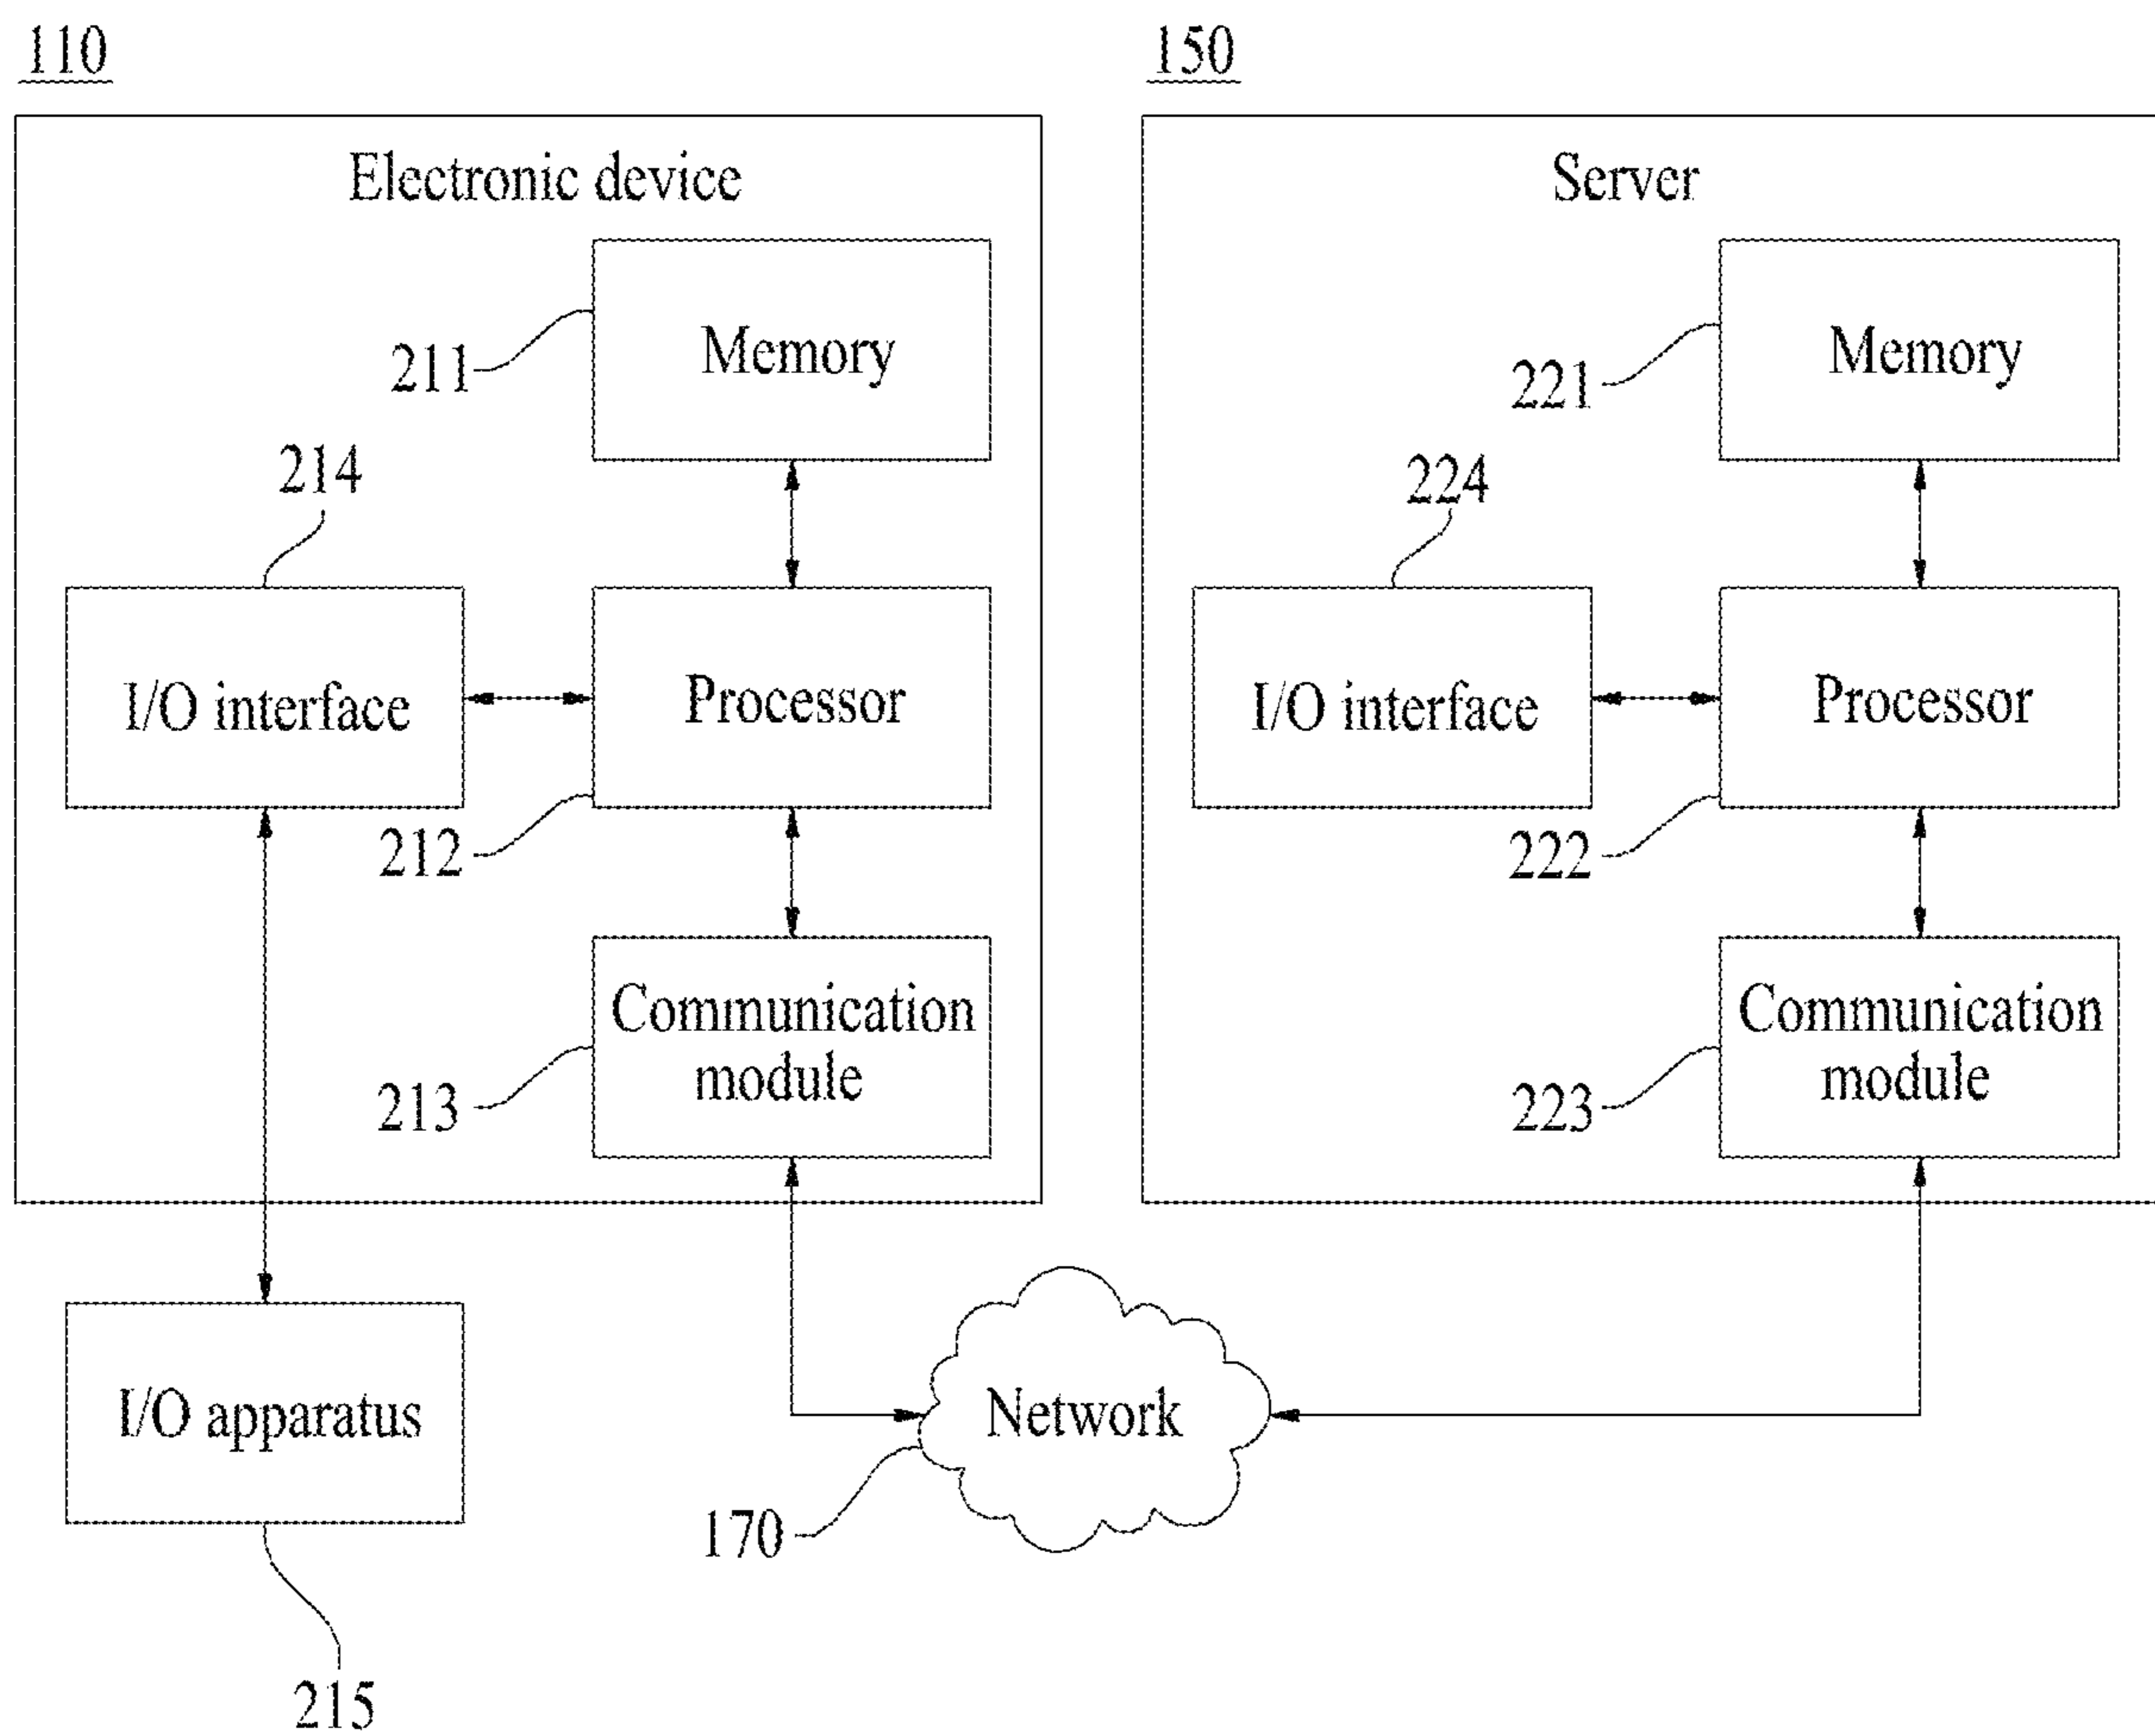 110
150
Electronic device
Server
Memory
211
Memory
221
214
224
I/O interface
Processor
I/O interface
Processor
212
222
Communication
module
213
Communication
module
223
I/O apparatus
Network
170
215